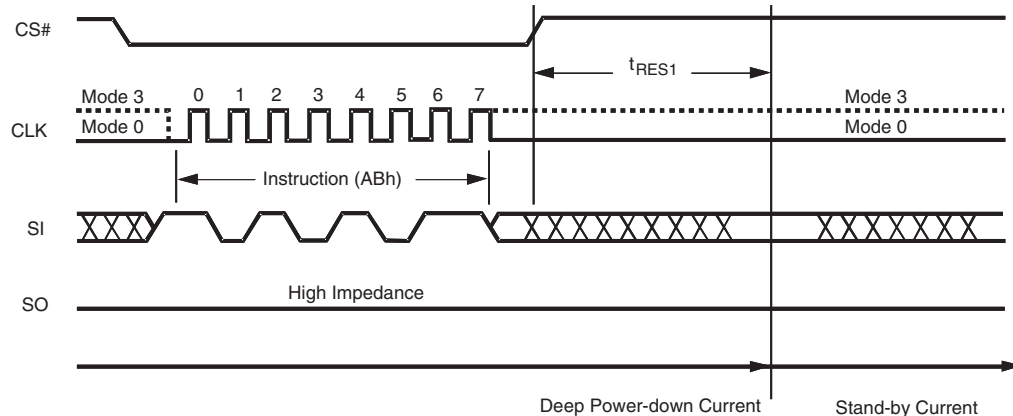 CS#
tRES1
Mode 3 0 1 2 3 4 5 6 7 Mode 3
CLK Mode 0 Mode 0
Instruction (ABh)
SI
High Impedance
SO
Deep Power-down Current Stand-by Current